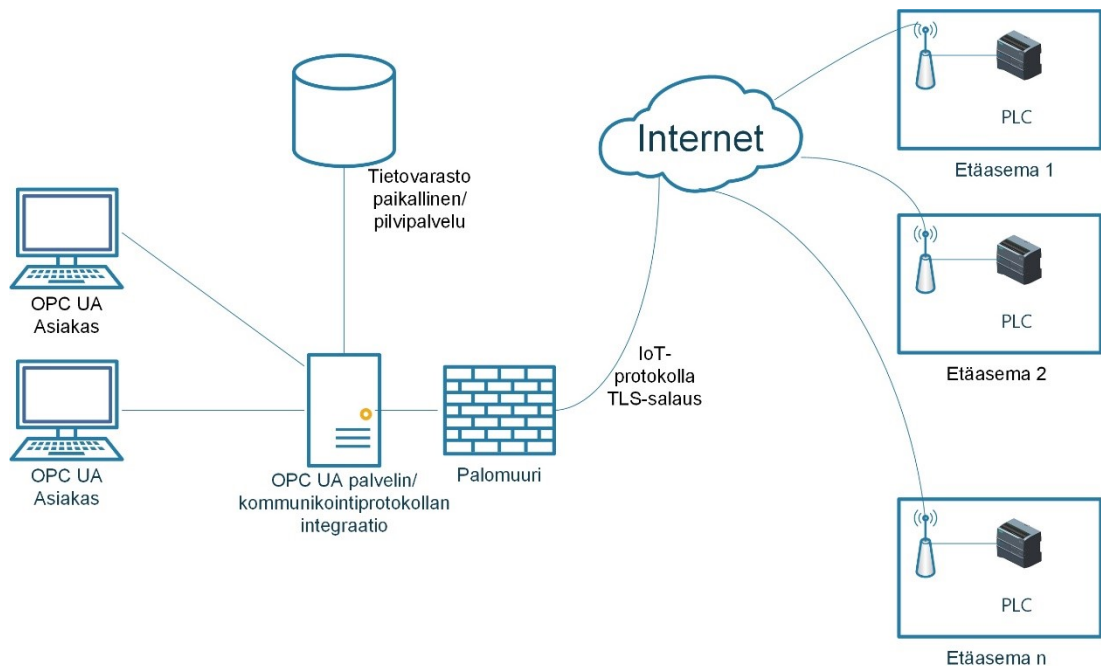 Tietovarasto
paikallinen/
pilvipalvelu
OPC UA
Asiakas
OPC UA
Asiakas
OPC UA palvelin/
kommunikointiprotokollan
integraatio
Palomuuri
IoT-
protokolla
TLS-salaus
Internet
PLC
Etäasema 1
PLC
Etäasema 2
PLC
Etäasema n